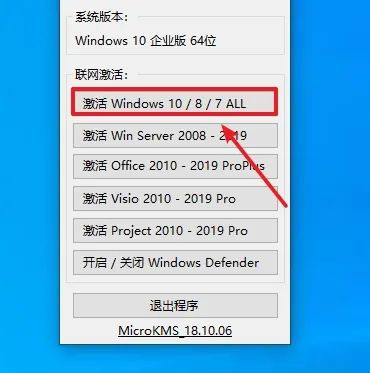 系统版本：
Windows 10 企业版 64位
联网激活：
激活 Windows 10 / 8 / 7 ALL
激活 Win Server 2008 - 2019
激活 Office 2010 - 2019 ProPlus
激活 Visio 2010 - 2019 Pro
激活 Project 2010 - 2019 Pro
开启 / 关闭 Windows Defender
退出程序
MicroKMS_18.10.06